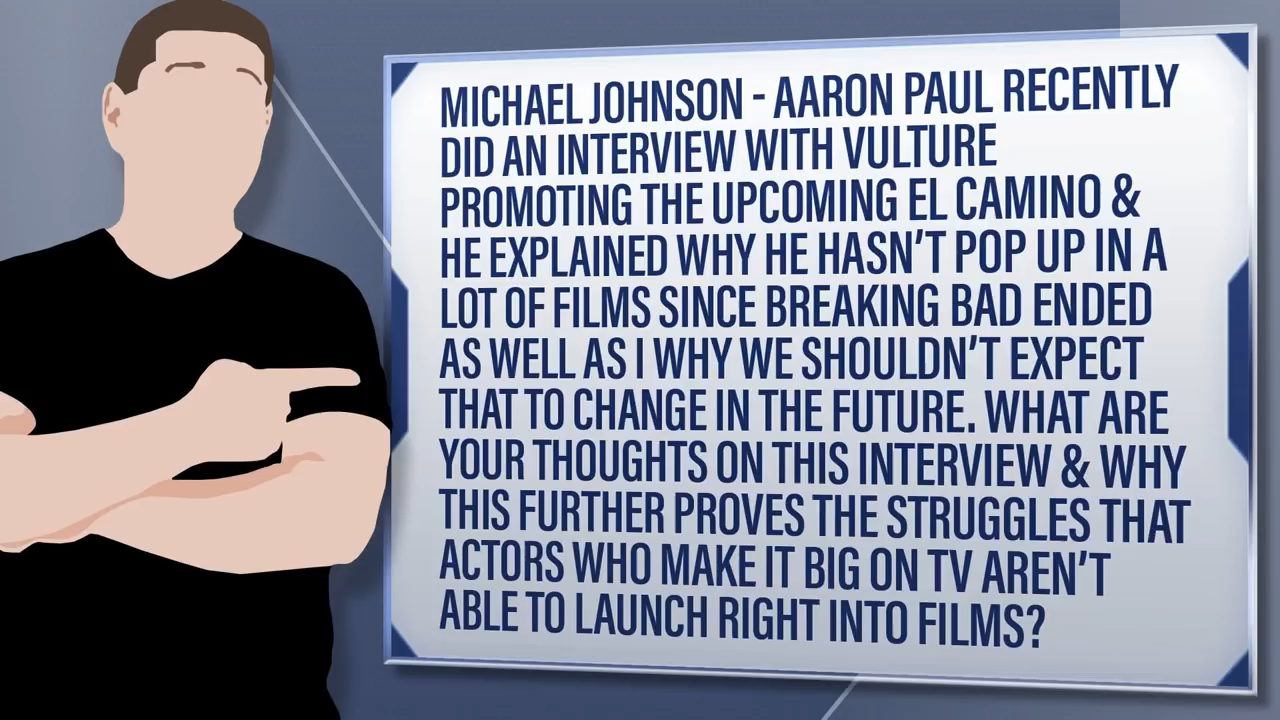 MICHAEL JOHNSON - AARON PAUL RECENTLY
DID AN INTERVIEW WITH VULTURE
PROMOTING THE UPCOMING EL CAMINO &
HE EXPLAINED WHY HE HASN'T POP UP IN A
LOT OF FILMS SINCE BREAKING BAD ENDED
AS WELL AS I WHY WE SHOULDN'T EXPECT
THAT TO CHANGE IN THE FUTURE. WHAT ARE
YOUR THOUGHTS ON THIS INTERVIEW & WHY
THIS FURTHER PROVES THE STRUGGLES THAT
ACTORS WHO MAKE IT BIG ON TV AREN'T
ABLE TO LAUNCH RIGHT INTO FILMS?